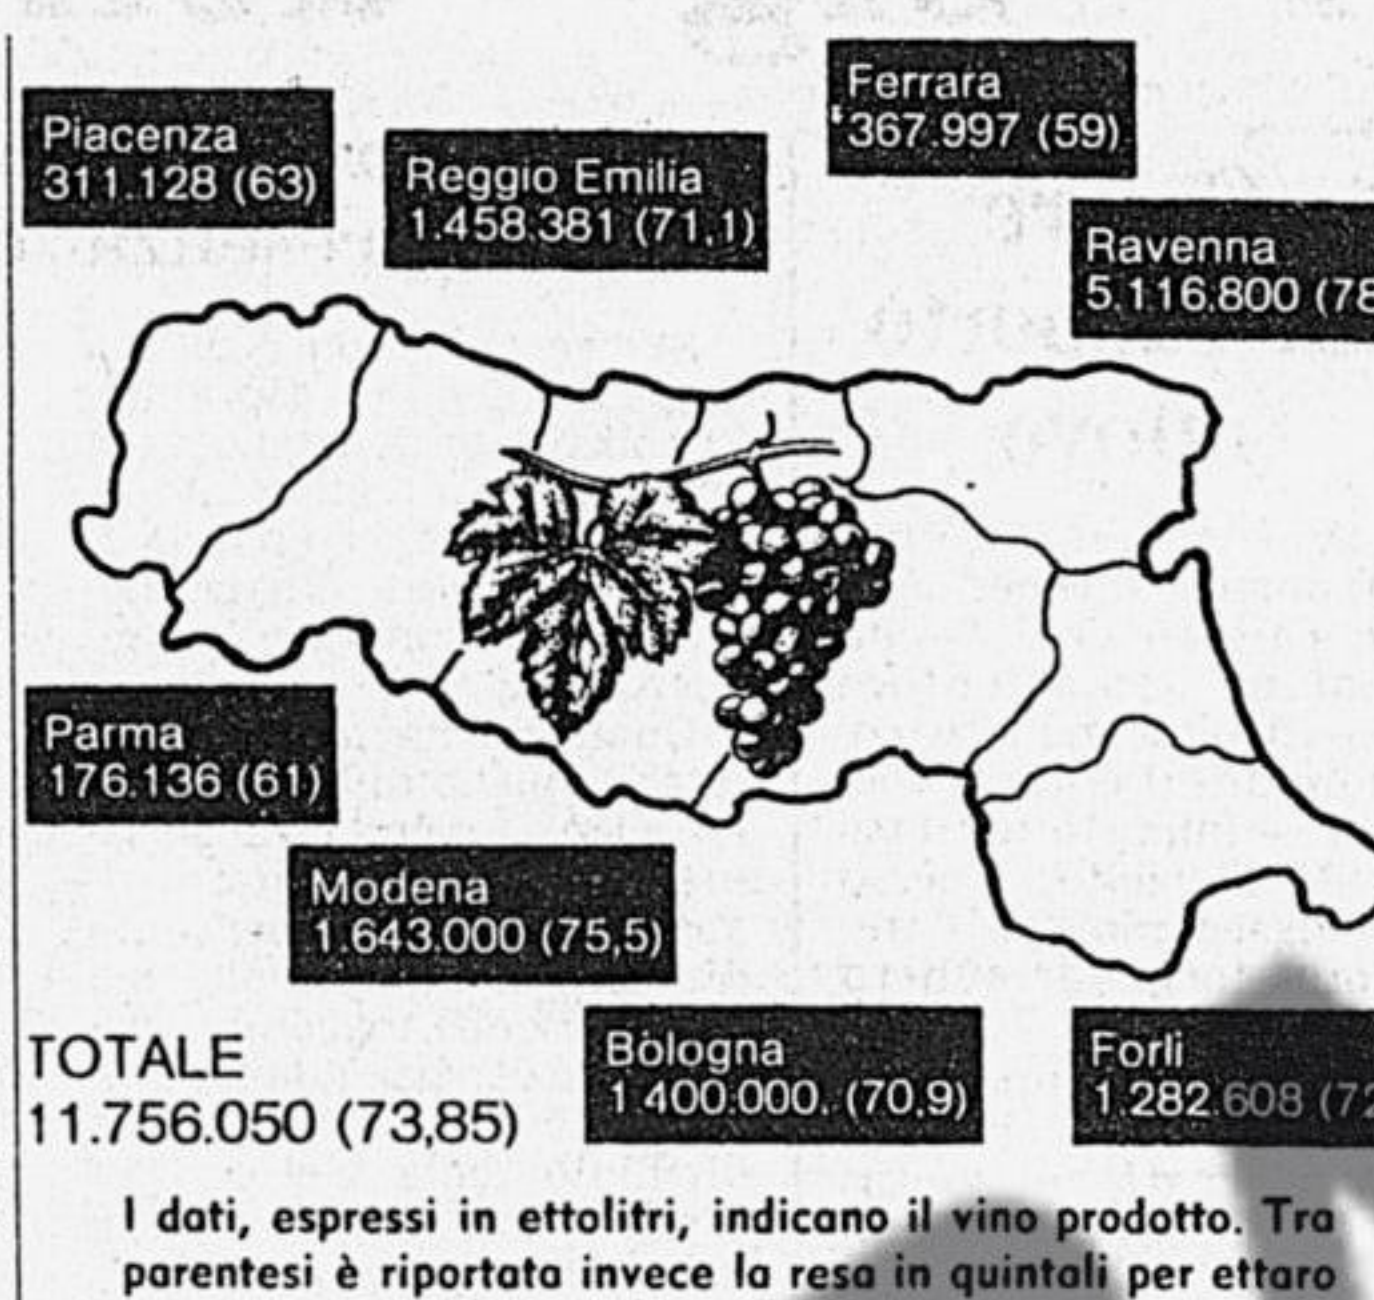 Piacenza
311.128 (63)
Reggio Emilia
1.458.381 (71,1)
Ferrara
367.997 (59)
Ravenna
5.116.800 (78
Parma
176.136 (61)
Modena
1.643.000 (75,5)
Bologna
1.400.000. (70,9)
Forli
1.282.608 (72
TOTALE
11.756.050 (73,85)
I dati, espressi in ettolitri, indicano il vino prodotto. Tra
parentesi è riportata invece la resa in quintali per ettaro